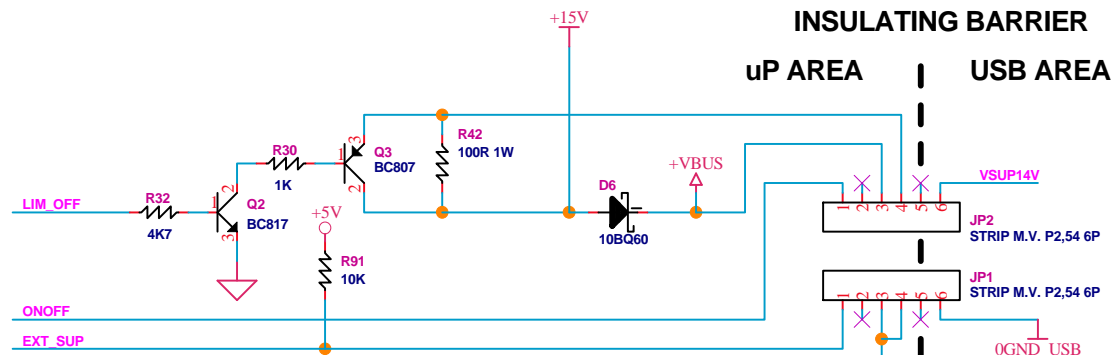 INSULATING BARRIER
+15V
uP AREA
USB AREA
R42
100R 1W
R30
1K
1
3
2
Q3
BC807
+VBUS
D6
10BQ60
VSUP14V
LIM_OFF
R32
4K7
1
2
3
Q2
BC817
+5V
R91
10K
1 2 3 4 5 6
JP2
STRIP M.V. P2,54 6P
JP1
STRIP M.V. P2,54 6P
1 2 3 4 5 6
ONOFF
EXT_SUP
0GND_USB